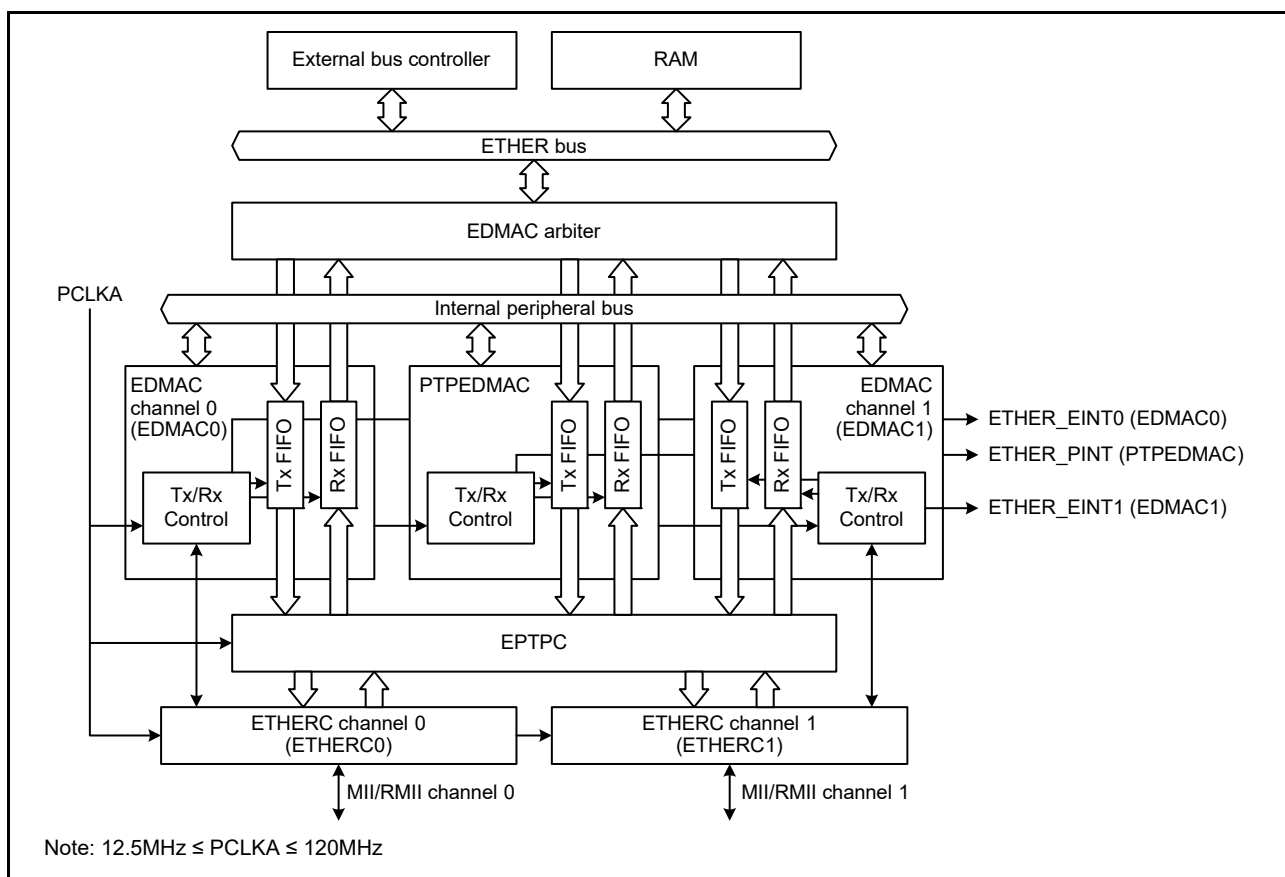 External bus controller
RAM
ETHER bus
EDMAC arbiter
PCLKA
Internal peripheral bus
EDMAC
channel 0
(EDMAC0)
Tx FIFO
Rx FIFO
Tx/Rx
Control
PTPEDMAC
Tx FIFO
Rx FIFO
Tx/Rx
Control
EDMAC
channel 1
(EDMAC1)
Tx FIFO
Rx FIFO
Tx/Rx
Control
ETHER_EINT0 (EDMAC0)
ETHER_PINT (PTPEDMAC)
ETHER_EINT1 (EDMAC1)
EPTPC
ETHERC channel 0
(ETHERC0)
ETHERC channel 1
(ETHERC1)
MII/RMII channel 0
MII/RMII channel 1
Note: 12.5MHz ≤ PCLKA ≤ 120MHz